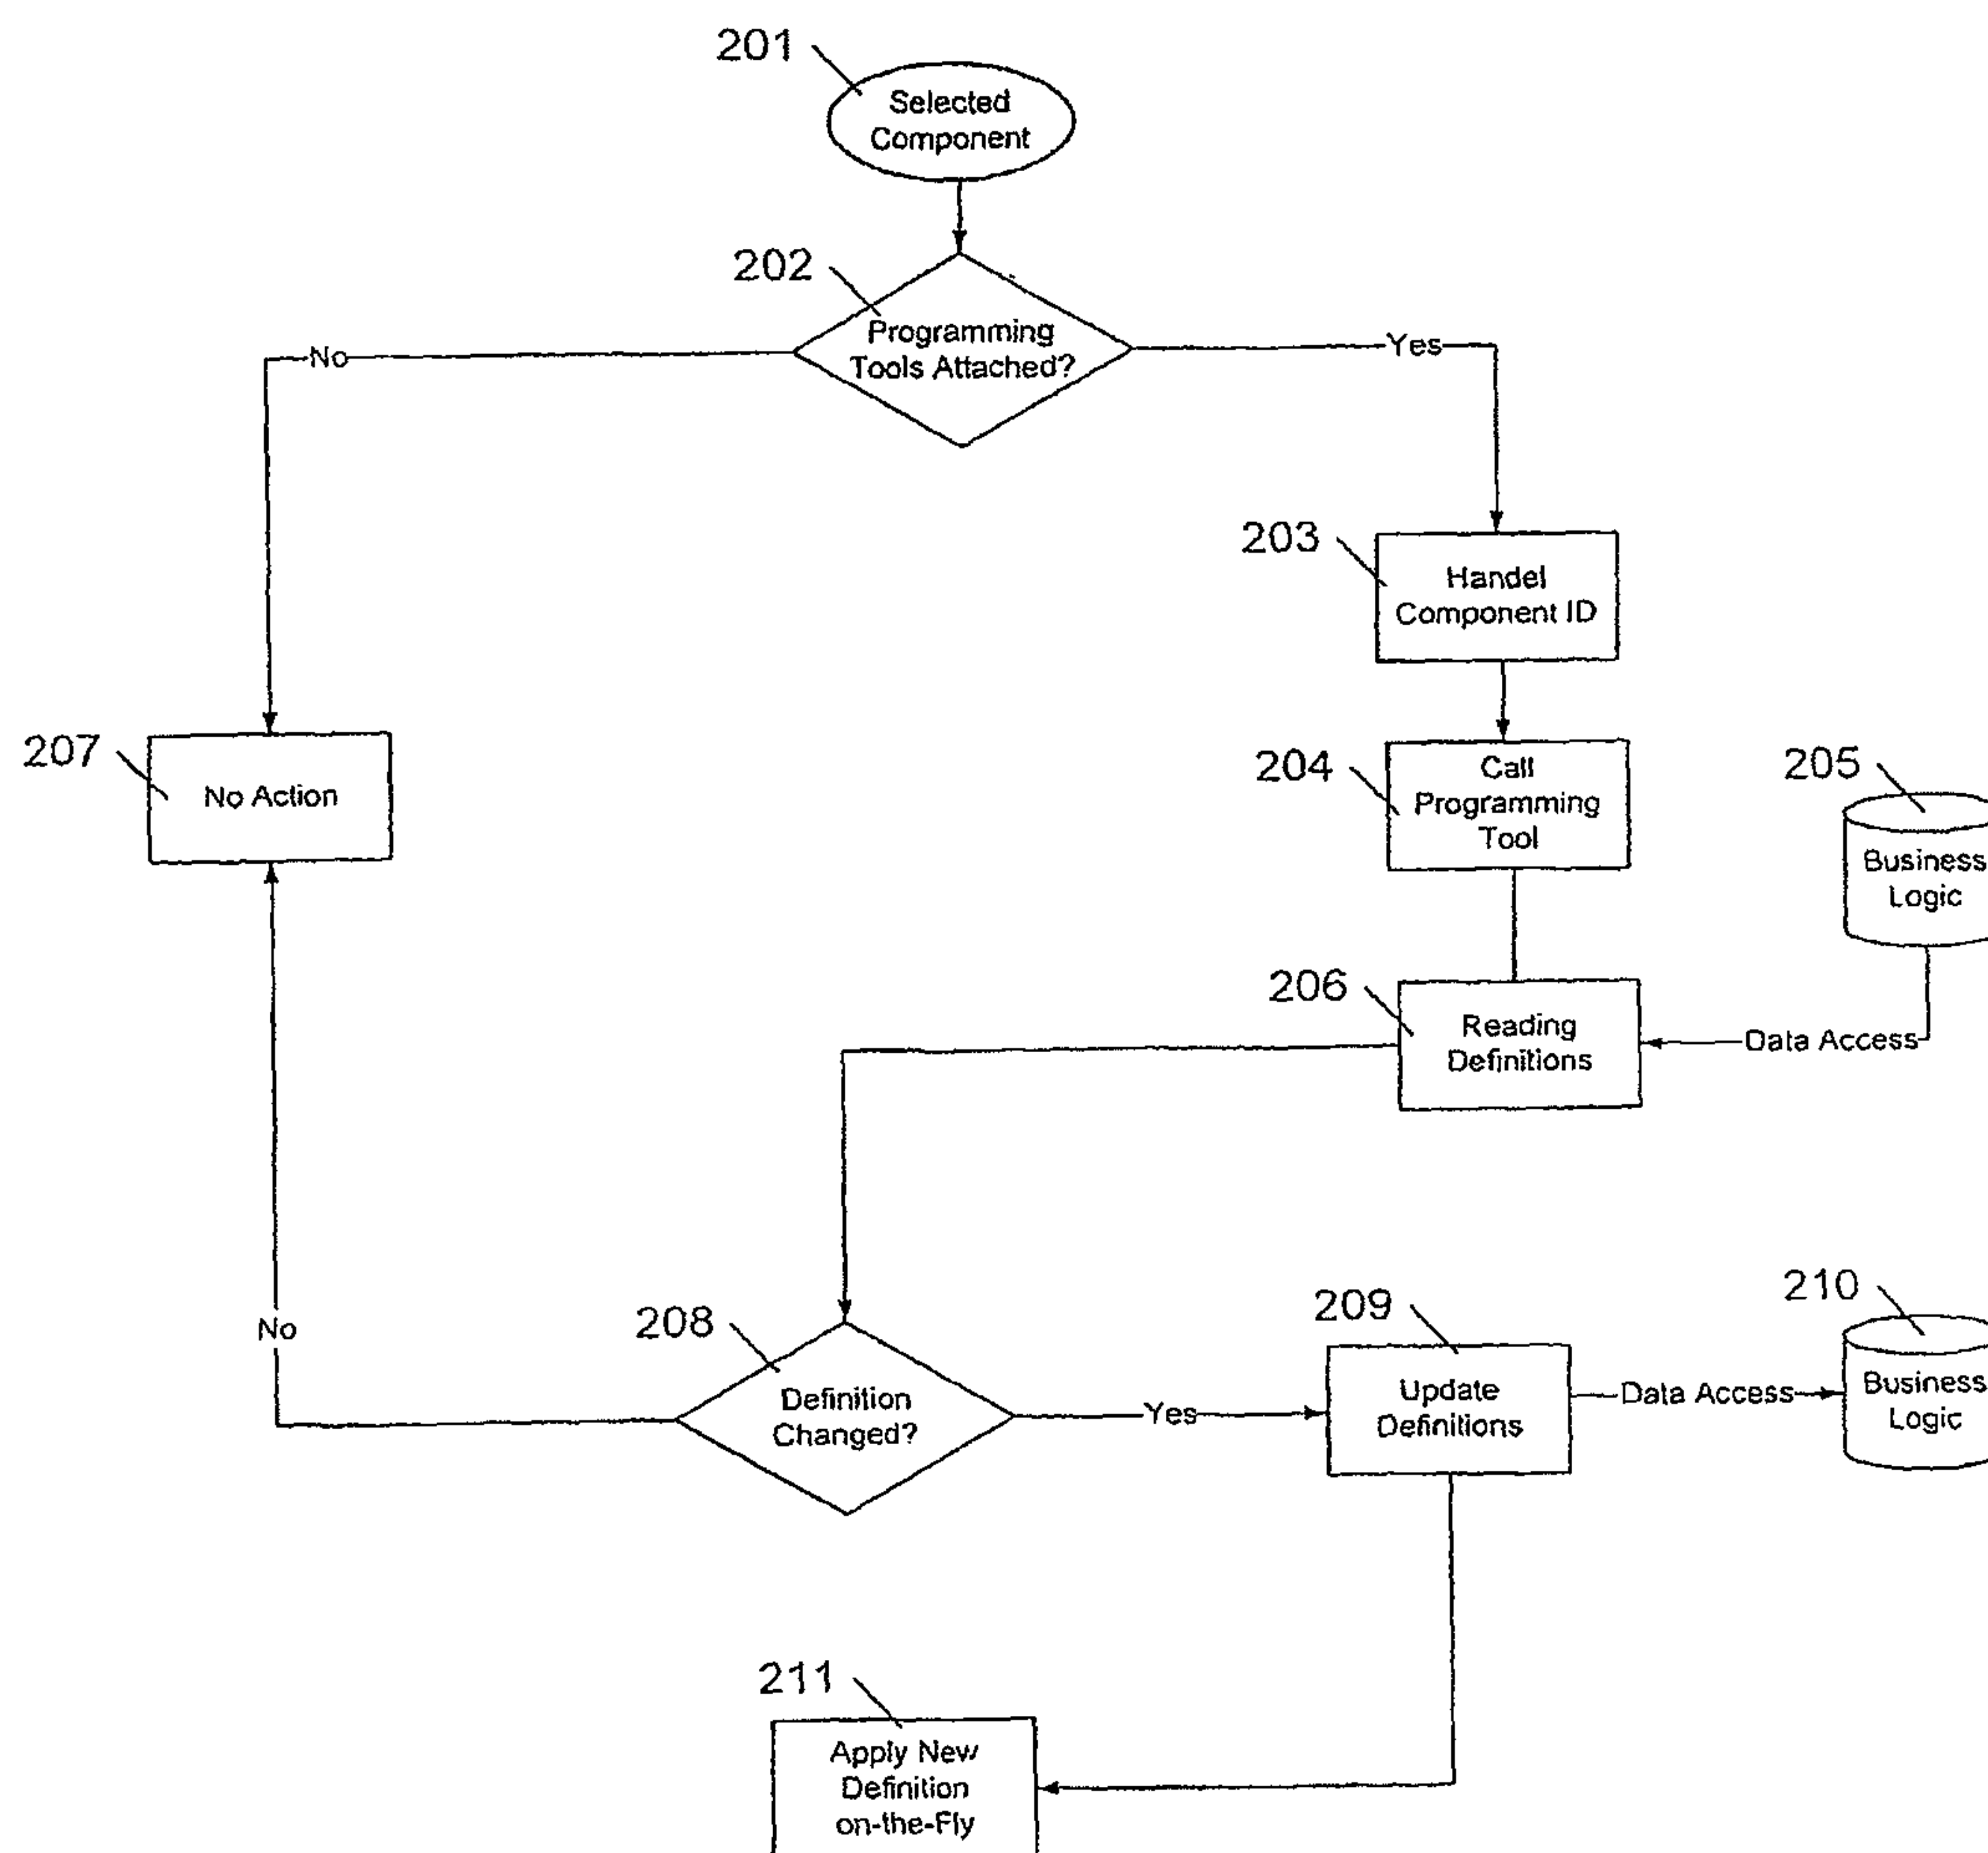 201
Selected
Component
202
Programming
Tools Attached?
No
Yes
203
Handel
Component ID
207
No Action
204
Call
Programming
Tool
205
Business
Logic
206
Reading
Definitions
Data Access
No
208
Definition
Changed?
Yes
209
Update
Definitions
Data Access
210
Business
Logic
211
Apply New
Definition
on-the-Fly